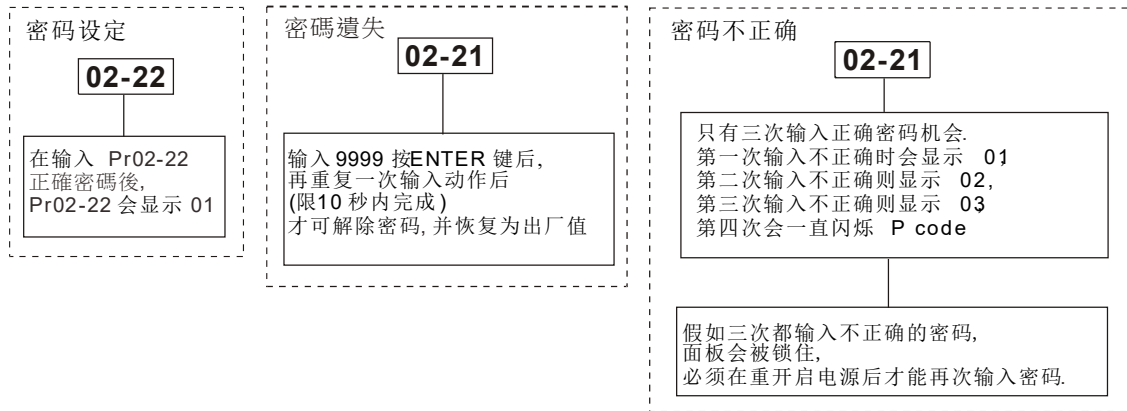 密码设定
02-22
在输入 Pr02-22
正確密碼後,
Pr02-22 会显示 01
密碼遺失
02-21
输入 9999 按ENTER 键后,
再重复一次输入动作后
(限10 秒内完成)
才可解除密码, 并恢复为出厂值
密码不正确
02-21
只有三次输入正确密码机会.
第一次输入不正确时会显示 01,
第二次输入不正确则显示 02,
第三次输入不正确则显示 03,
第四次会一直闪烁 P code
假如三次都输入不正确的密码,
面板会被锁住,
必须在重开启电源后才能再次输入密码.